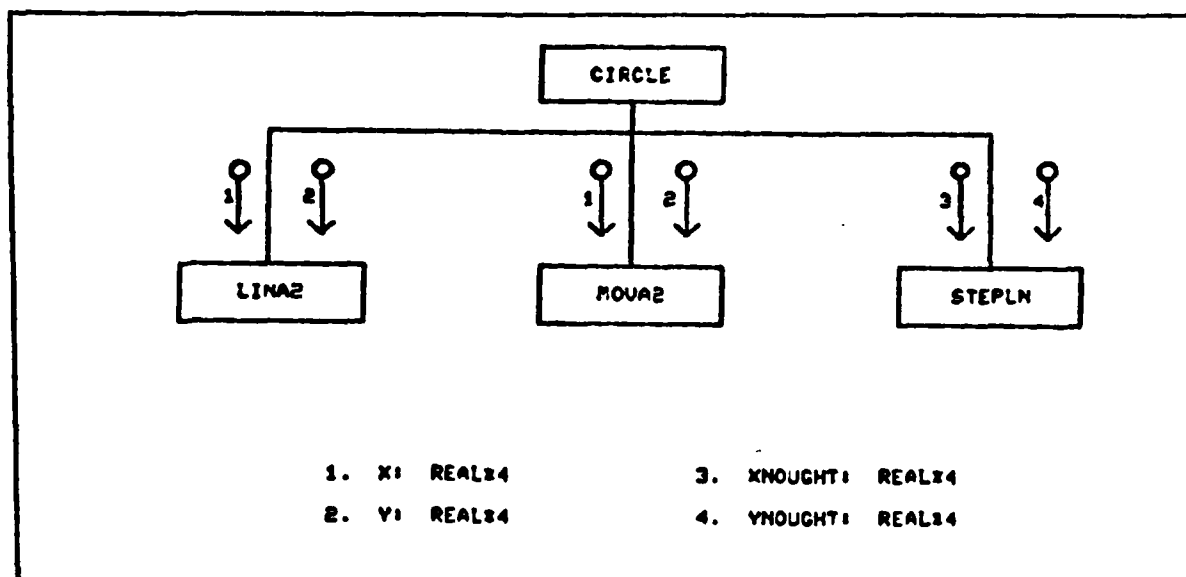 CIRCLE
1 2 1 2 3 4
LINA2 MOVA2 STEPLN
1. X: REAL*4 3. XNOUGHT: REAL*4
2. Y: REAL*4 4. YNOUGHT: REAL*4